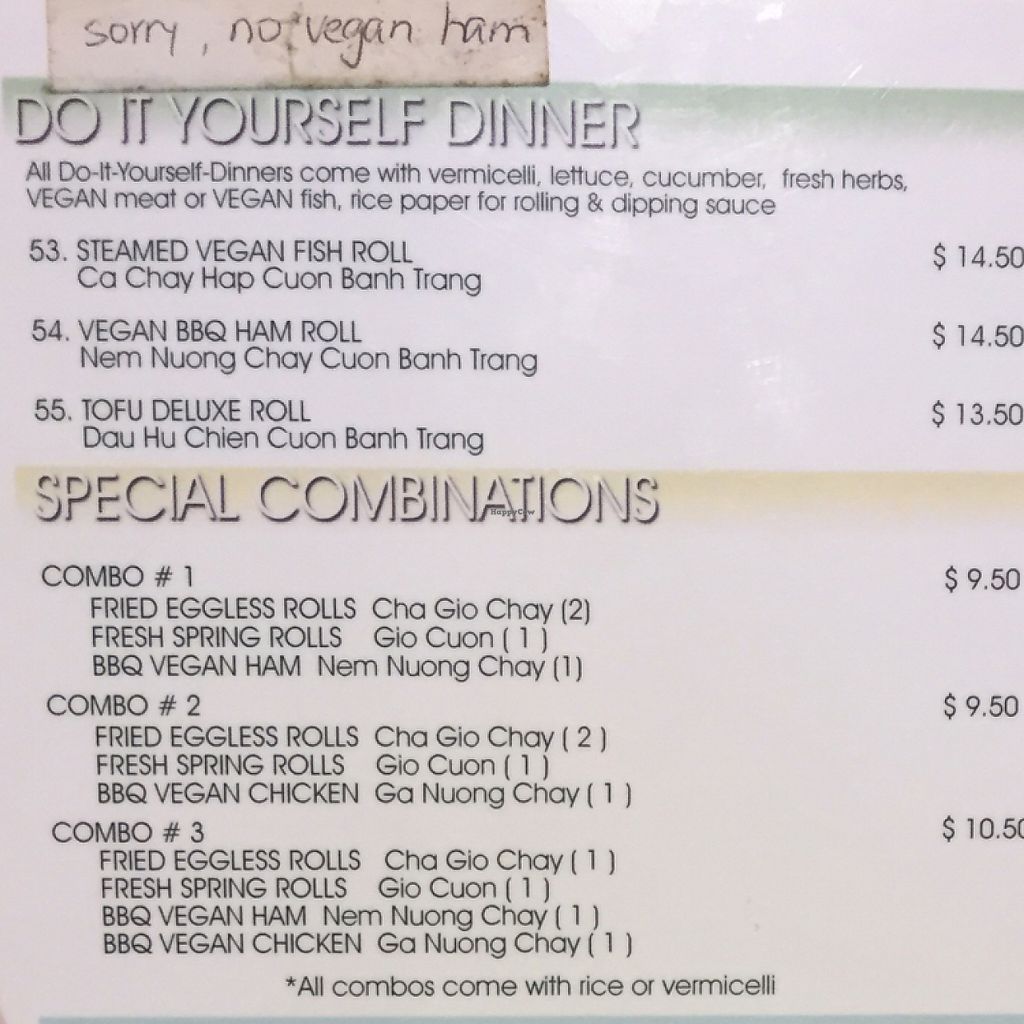 sorry, no vegan ham
DO IT YOURSELF DINNER
All Do-It-Yourself-Dinners come with vermicelli, lettuce, cucumber, fresh herbs,
VEGAN meat or VEGAN fish, rice paper for rolling & dipping sauce
53. STEAMED VEGAN FISH ROLL $ 14.50
Ca Chay Hap Cuon Banh Trang
54. VEGAN BBQ HAM ROLL $ 14.50
Nem Nuong Chay Cuon Banh Trang
55. TOFU DELUXE ROLL $ 13.50
Dau Hu Chien Cuon Banh Trang
SPECIAL COMBINATIONS
HappyCow
COMBO # 1 $ 9.50
FRIED EGGLESS ROLLS Cha Gio Chay (2)
FRESH SPRING ROLLS Gio Cuon ( 1 )
BBQ VEGAN HAM Nem Nuong Chay (1)
COMBO # 2 $ 9.50
FRIED EGGLESS ROLLS Cha Gio Chay ( 2 )
FRESH SPRING ROLLS Gio Cuon ( 1 )
BBQ VEGAN CHICKEN Ga Nuong Chay ( 1 )
COMBO # 3 $ 10.50
FRIED EGGLESS ROLLS Cha Gio Chay ( 1 )
FRESH SPRING ROLLS Gio Cuon ( 1 )
BBQ VEGAN HAM Nem Nuong Chay ( 1 )
BBQ VEGAN CHICKEN Ga Nuong Chay ( 1 )
*All combos come with rice or vermicelli